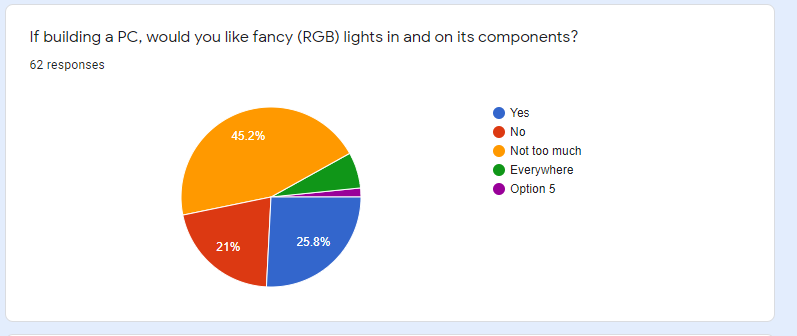 If building a PC, would you like fancy (RGB) lights in and on its components?
62 responses
45.2%
21%
25.8%
Yes
No
Not too much
Everywhere
Option 5